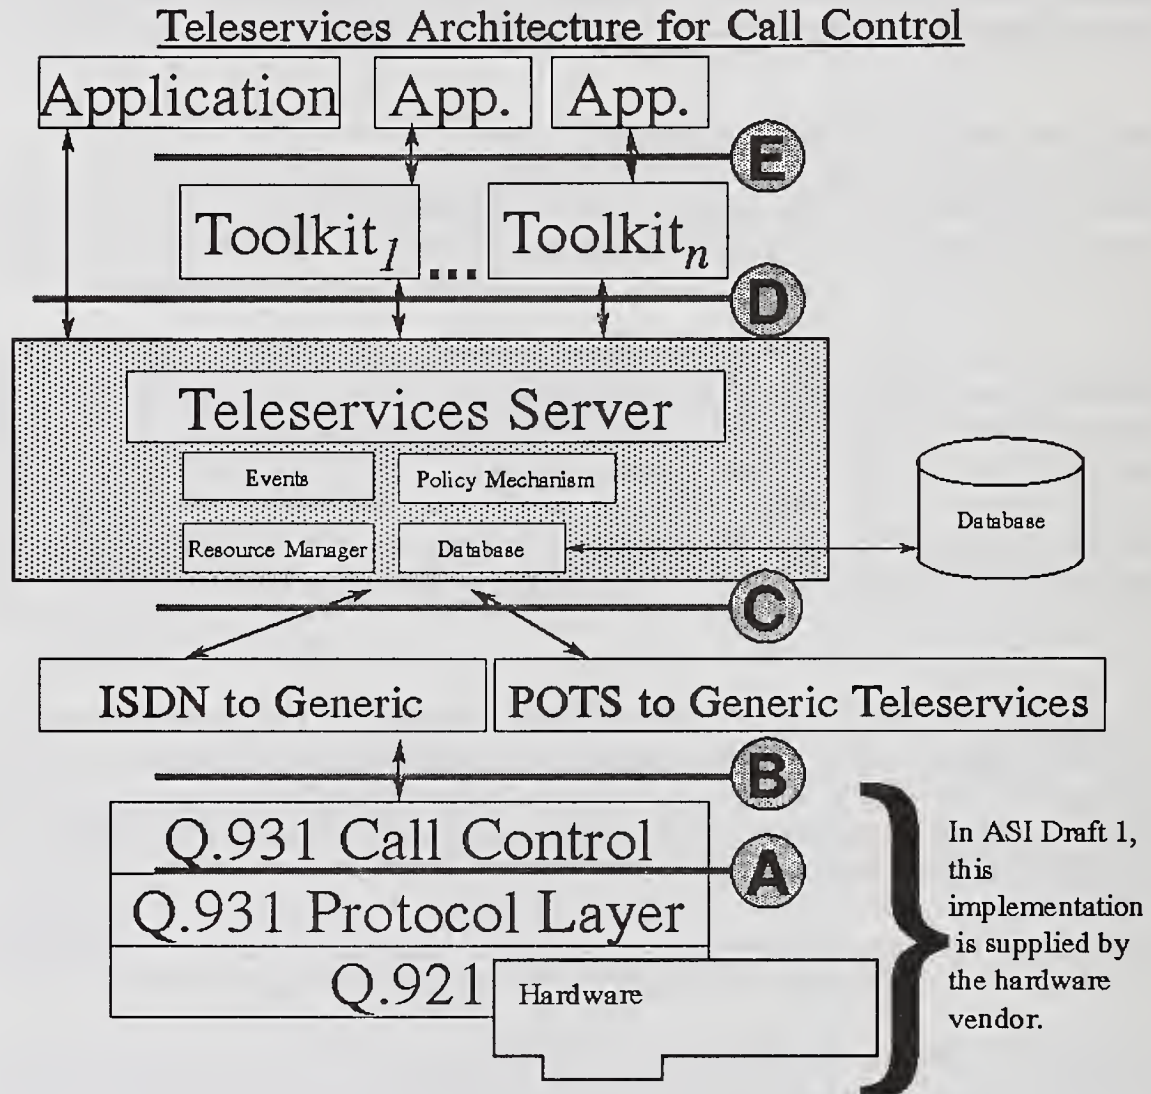 Teleservices Architecture for Call Control
Application
App.
App.
E
Toolkit1
...
Toolkitn
D
Teleservices Server
Events
Policy Mechanism
Resource Manager
Database
Database
C
ISDN to Generic
POTS to Generic Teleservices
B
Q.931 Call Control
A
Q.931 Protocol Layer
Q.921
Hardware
In ASI Draft 1,
this
implementation
is supplied by
the hardware
vendor.